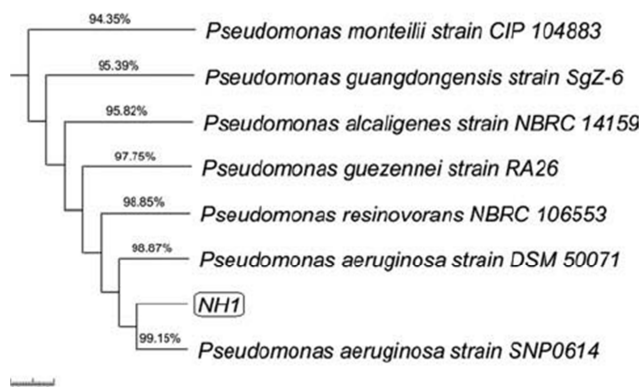 94.35%
Pseudomonas monteilii strain CIP 104883
95.39%
Pseudomonas guangdongensis strain SgZ-6
95.82%
Pseudomonas alcaligenes strain NBRC 14159
97.75%
Pseudomonas guezennei strain RA26
98.85%
Pseudomonas resinovorans NBRC 106553
98.87%
Pseudomonas aeruginosa strain DSM 50071
NH1
99.15%
Pseudomonas aeruginosa strain SNP0614